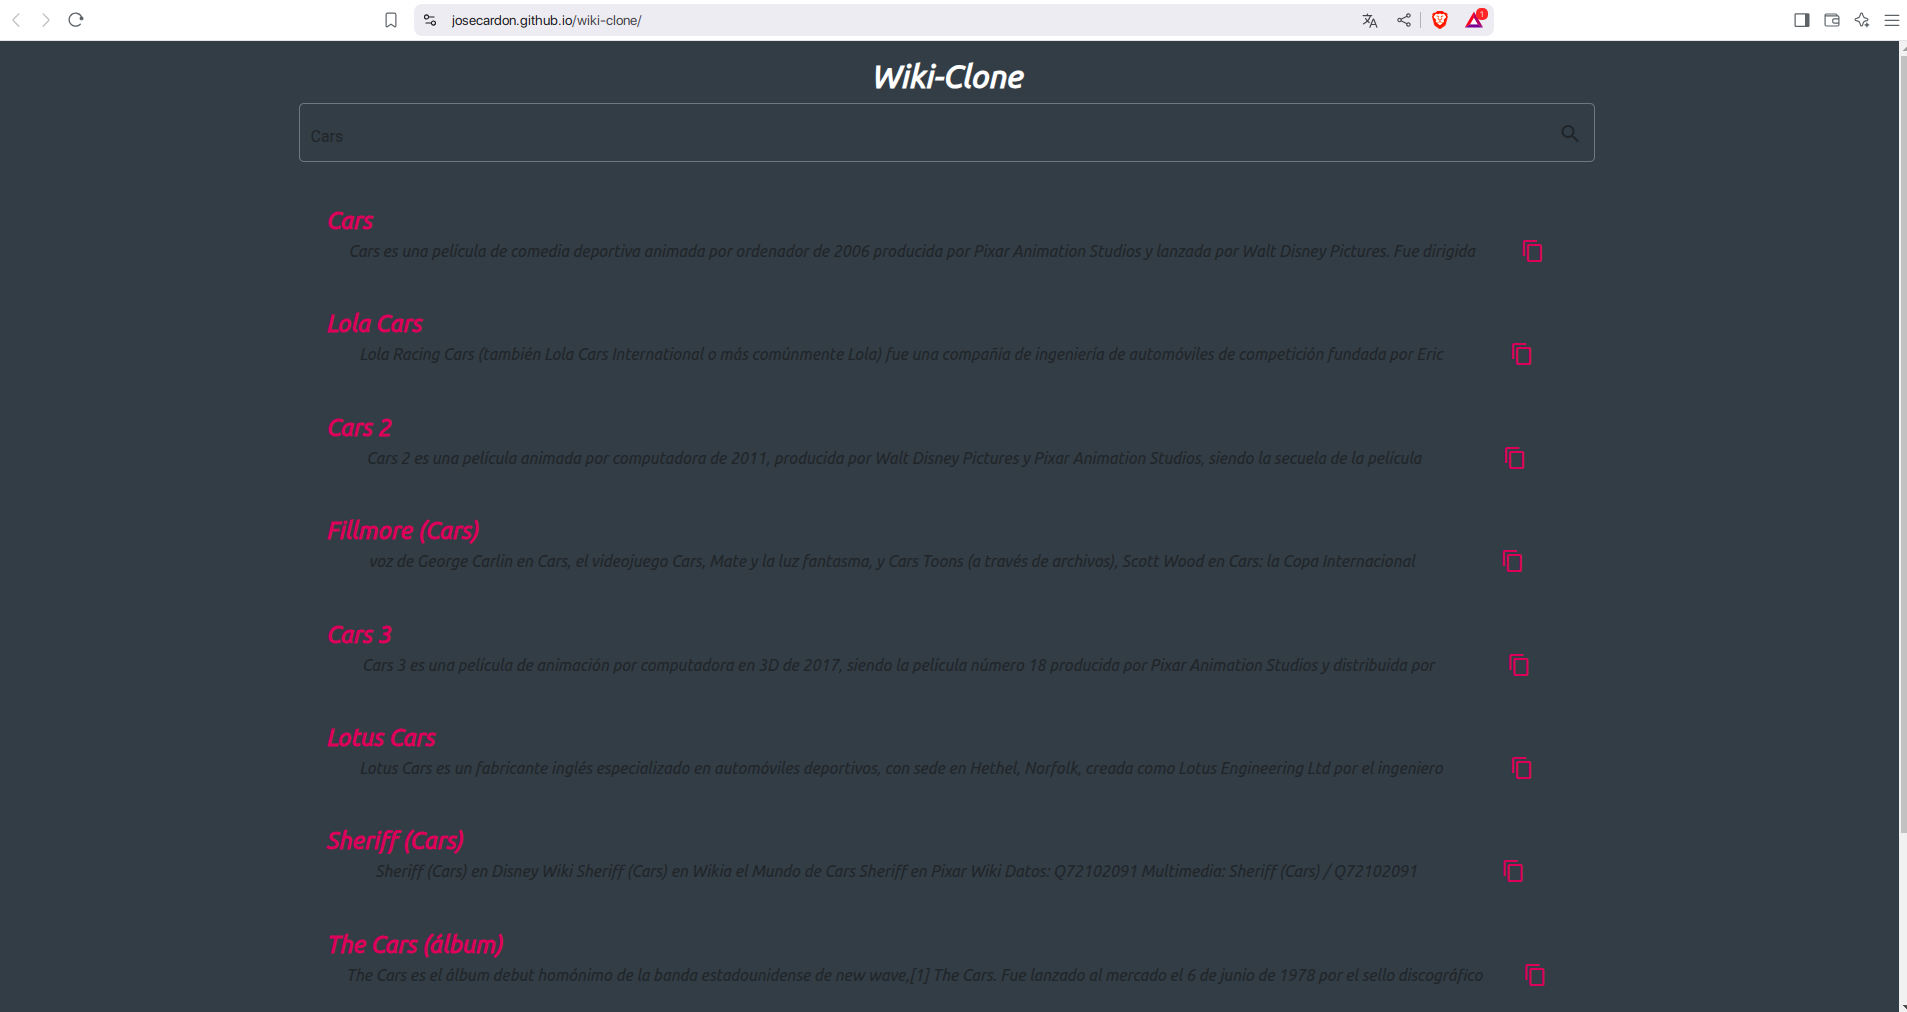 josecardon.github.io/wiki-clone/
1
Wiki-Clone
Cars
Cars
Cars es una película de comedia deportiva animada por ordenador de 2006 producida por Pixar Animation Studios y lanzada por Walt Disney Pictures. Fue dirigida
Lola Cars
Lola Racing Cars (también Lola Cars International o más comúnmente Lola) fue una compañía de ingeniería de automóviles de competición fundada por Eric
Cars 2
Cars 2 es una película animada por computadora de 2011, producida por Walt Disney Pictures y Pixar Animation Studios, siendo la secuela de la película
Fillmore (Cars)
voz de George Carlin en Cars, el videojuego Cars, Mate y la luz fantasma, y Cars Toons (a través de archivos), Scott Wood en Cars: la Copa Internacional
Cars 3
Cars 3 es una película de animación por computadora en 3D de 2017, siendo la película número 18 producida por Pixar Animation Studios y distribuida por
Lotus Cars
Lotus Cars es un fabricante inglés especializado en automóviles deportivos, con sede en Hethel, Norfolk, creada como Lotus Engineering Ltd por el ingeniero
Sheriff (Cars)
Sheriff (Cars) en Disney Wiki Sheriff (Cars) en Wikia el Mundo de Cars Sheriff en Pixar Wiki Datos: Q72102091 Multimedia: Sheriff (Cars) / Q72102091
The Cars (álbum)
The Cars es el álbum debut homónimo de la banda estadounidense de new wave,[1] The Cars. Fue lanzado al mercado el 6 de junio de 1978 por el sello discográfico